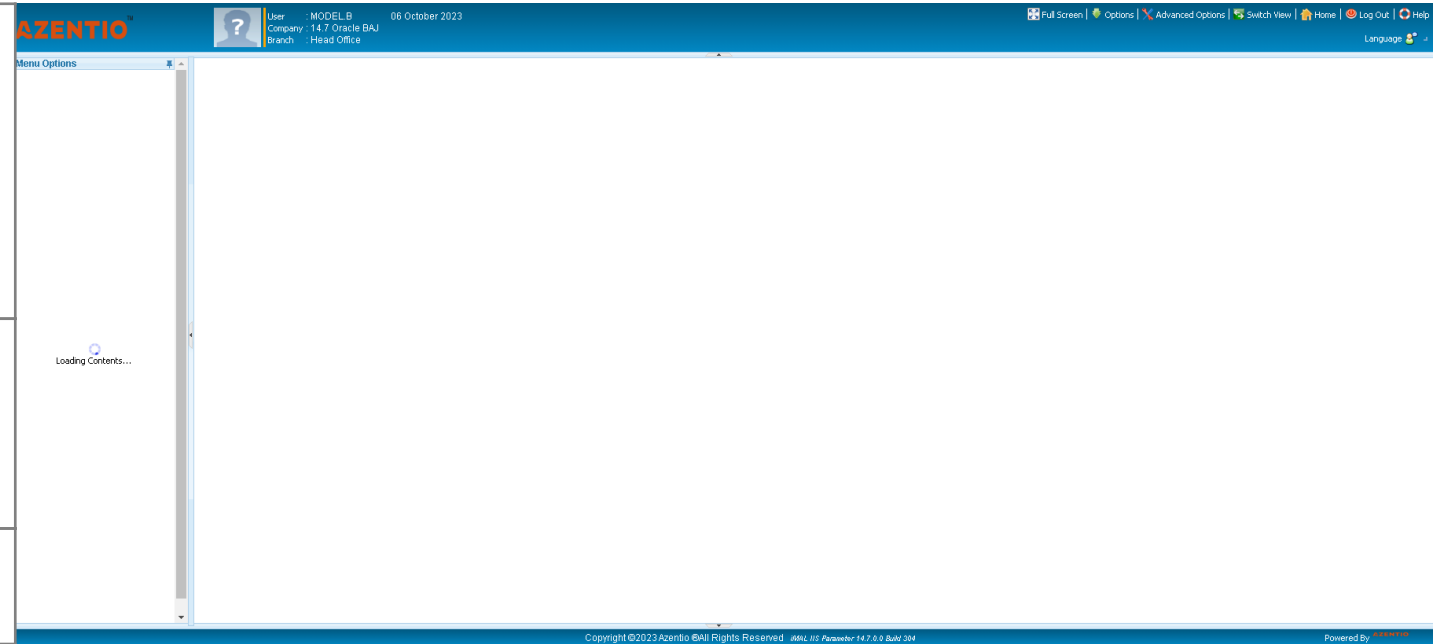 AZENTIO
User : MODEL.B 06 October 2023
Company : 14.7 Oracle BAJ
Branch : Head Office
Full Screen | Options | Advanced Options | Switch View | Home | Log Out | Help
Language
Menu Options
Loading Contents...
Copyright ©2023 Azentio ®All Rights Reserved iMAL IIS Parameter 14.7.0.0 Build 304
Powered By AZENTIO